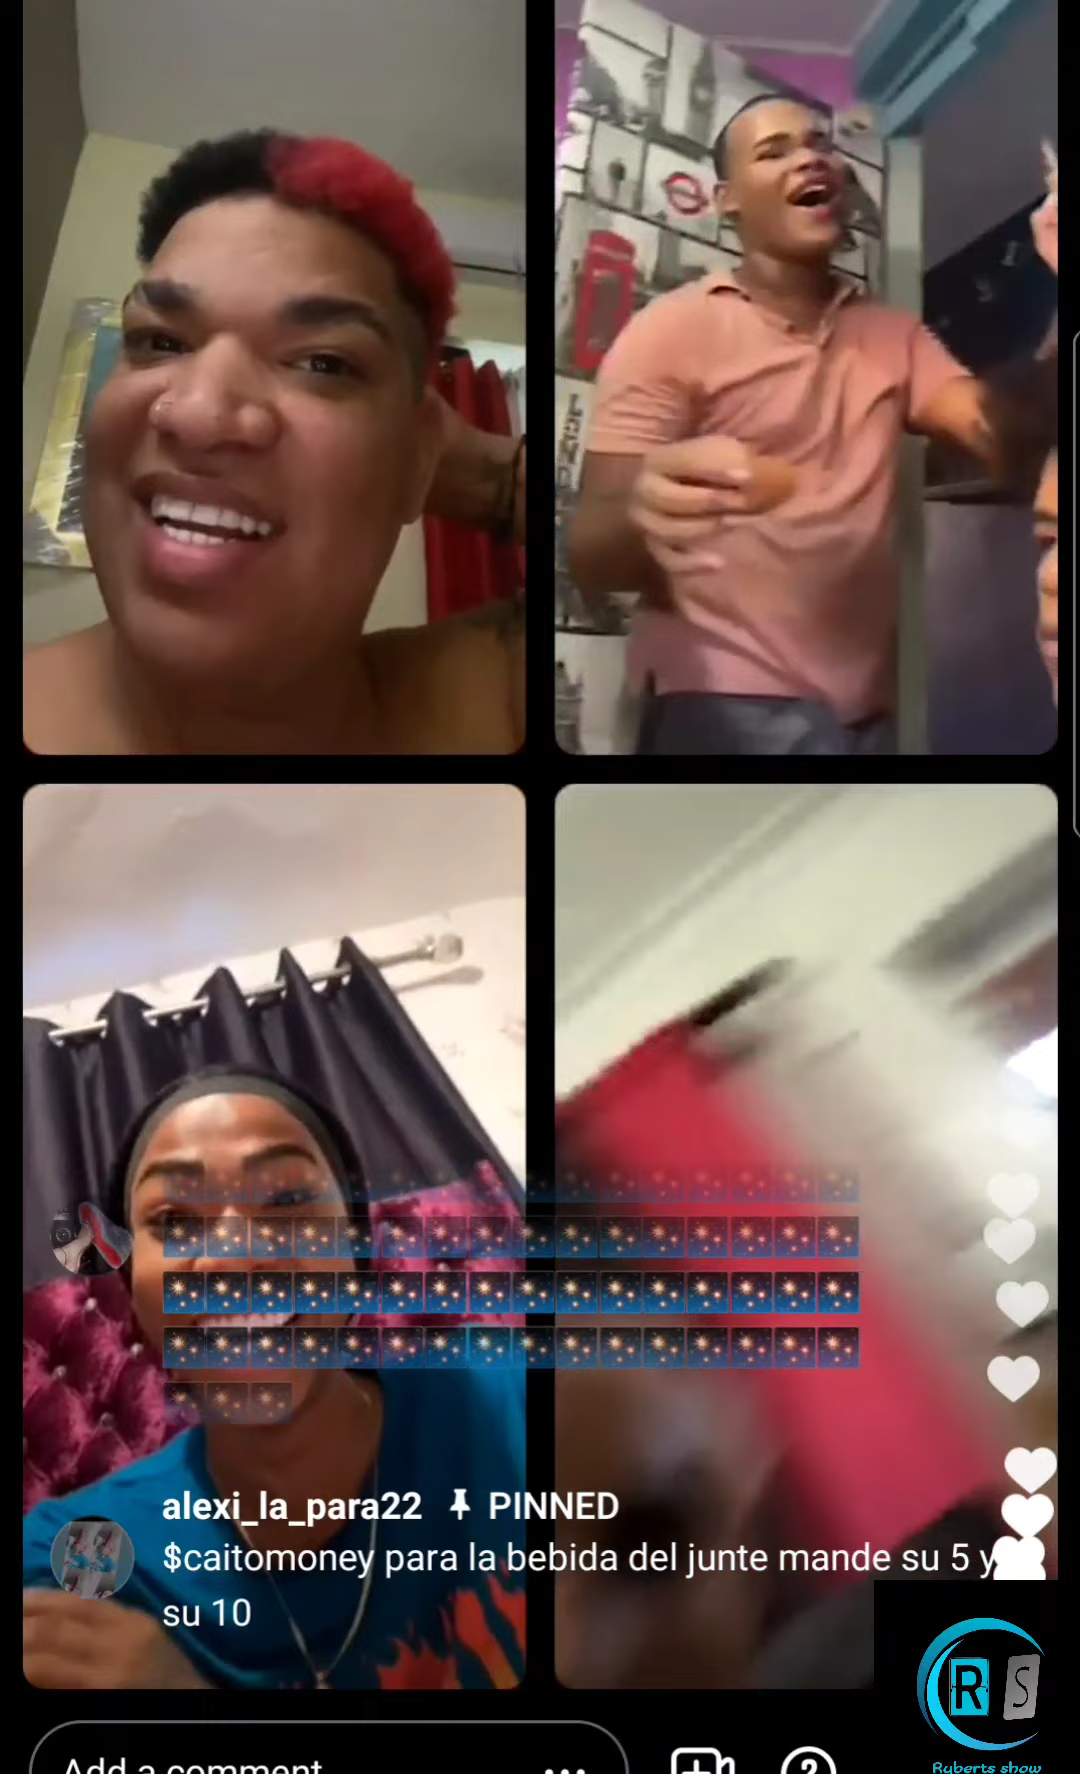 alexi_la_para22 PINNED
$caitomoney para la bebida del junte mande su 5 y
su 10
R S
Ryberts show
Add a comment